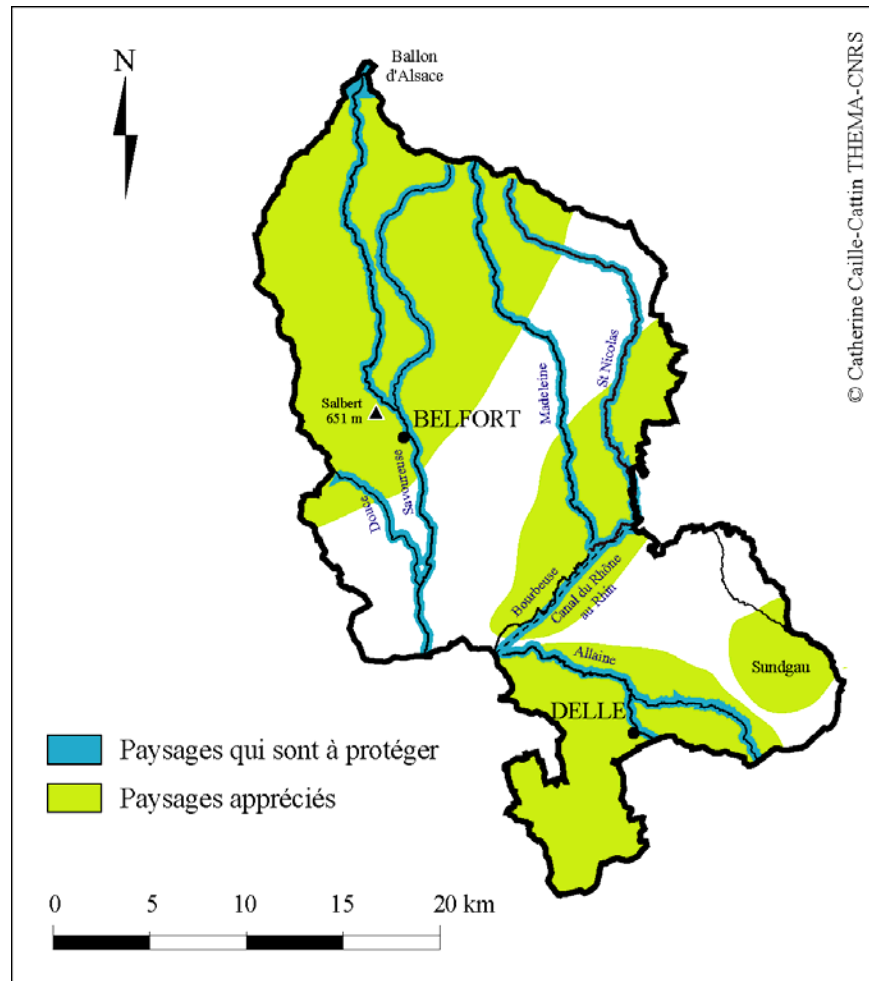 N
Ballon
d'Alsace
© Catherine Caille-Cattin THEMA-CNRS
Salbert
651 m
BELFORT
Madeleine
St Nicolas
Savoureuse
Douce
Bourbeuse
Canal du Rhône
au Rhin
Allaine
Sundgau
DELLE
Paysages qui sont à protéger
Paysages appréciés
0 5 10 15 20 km